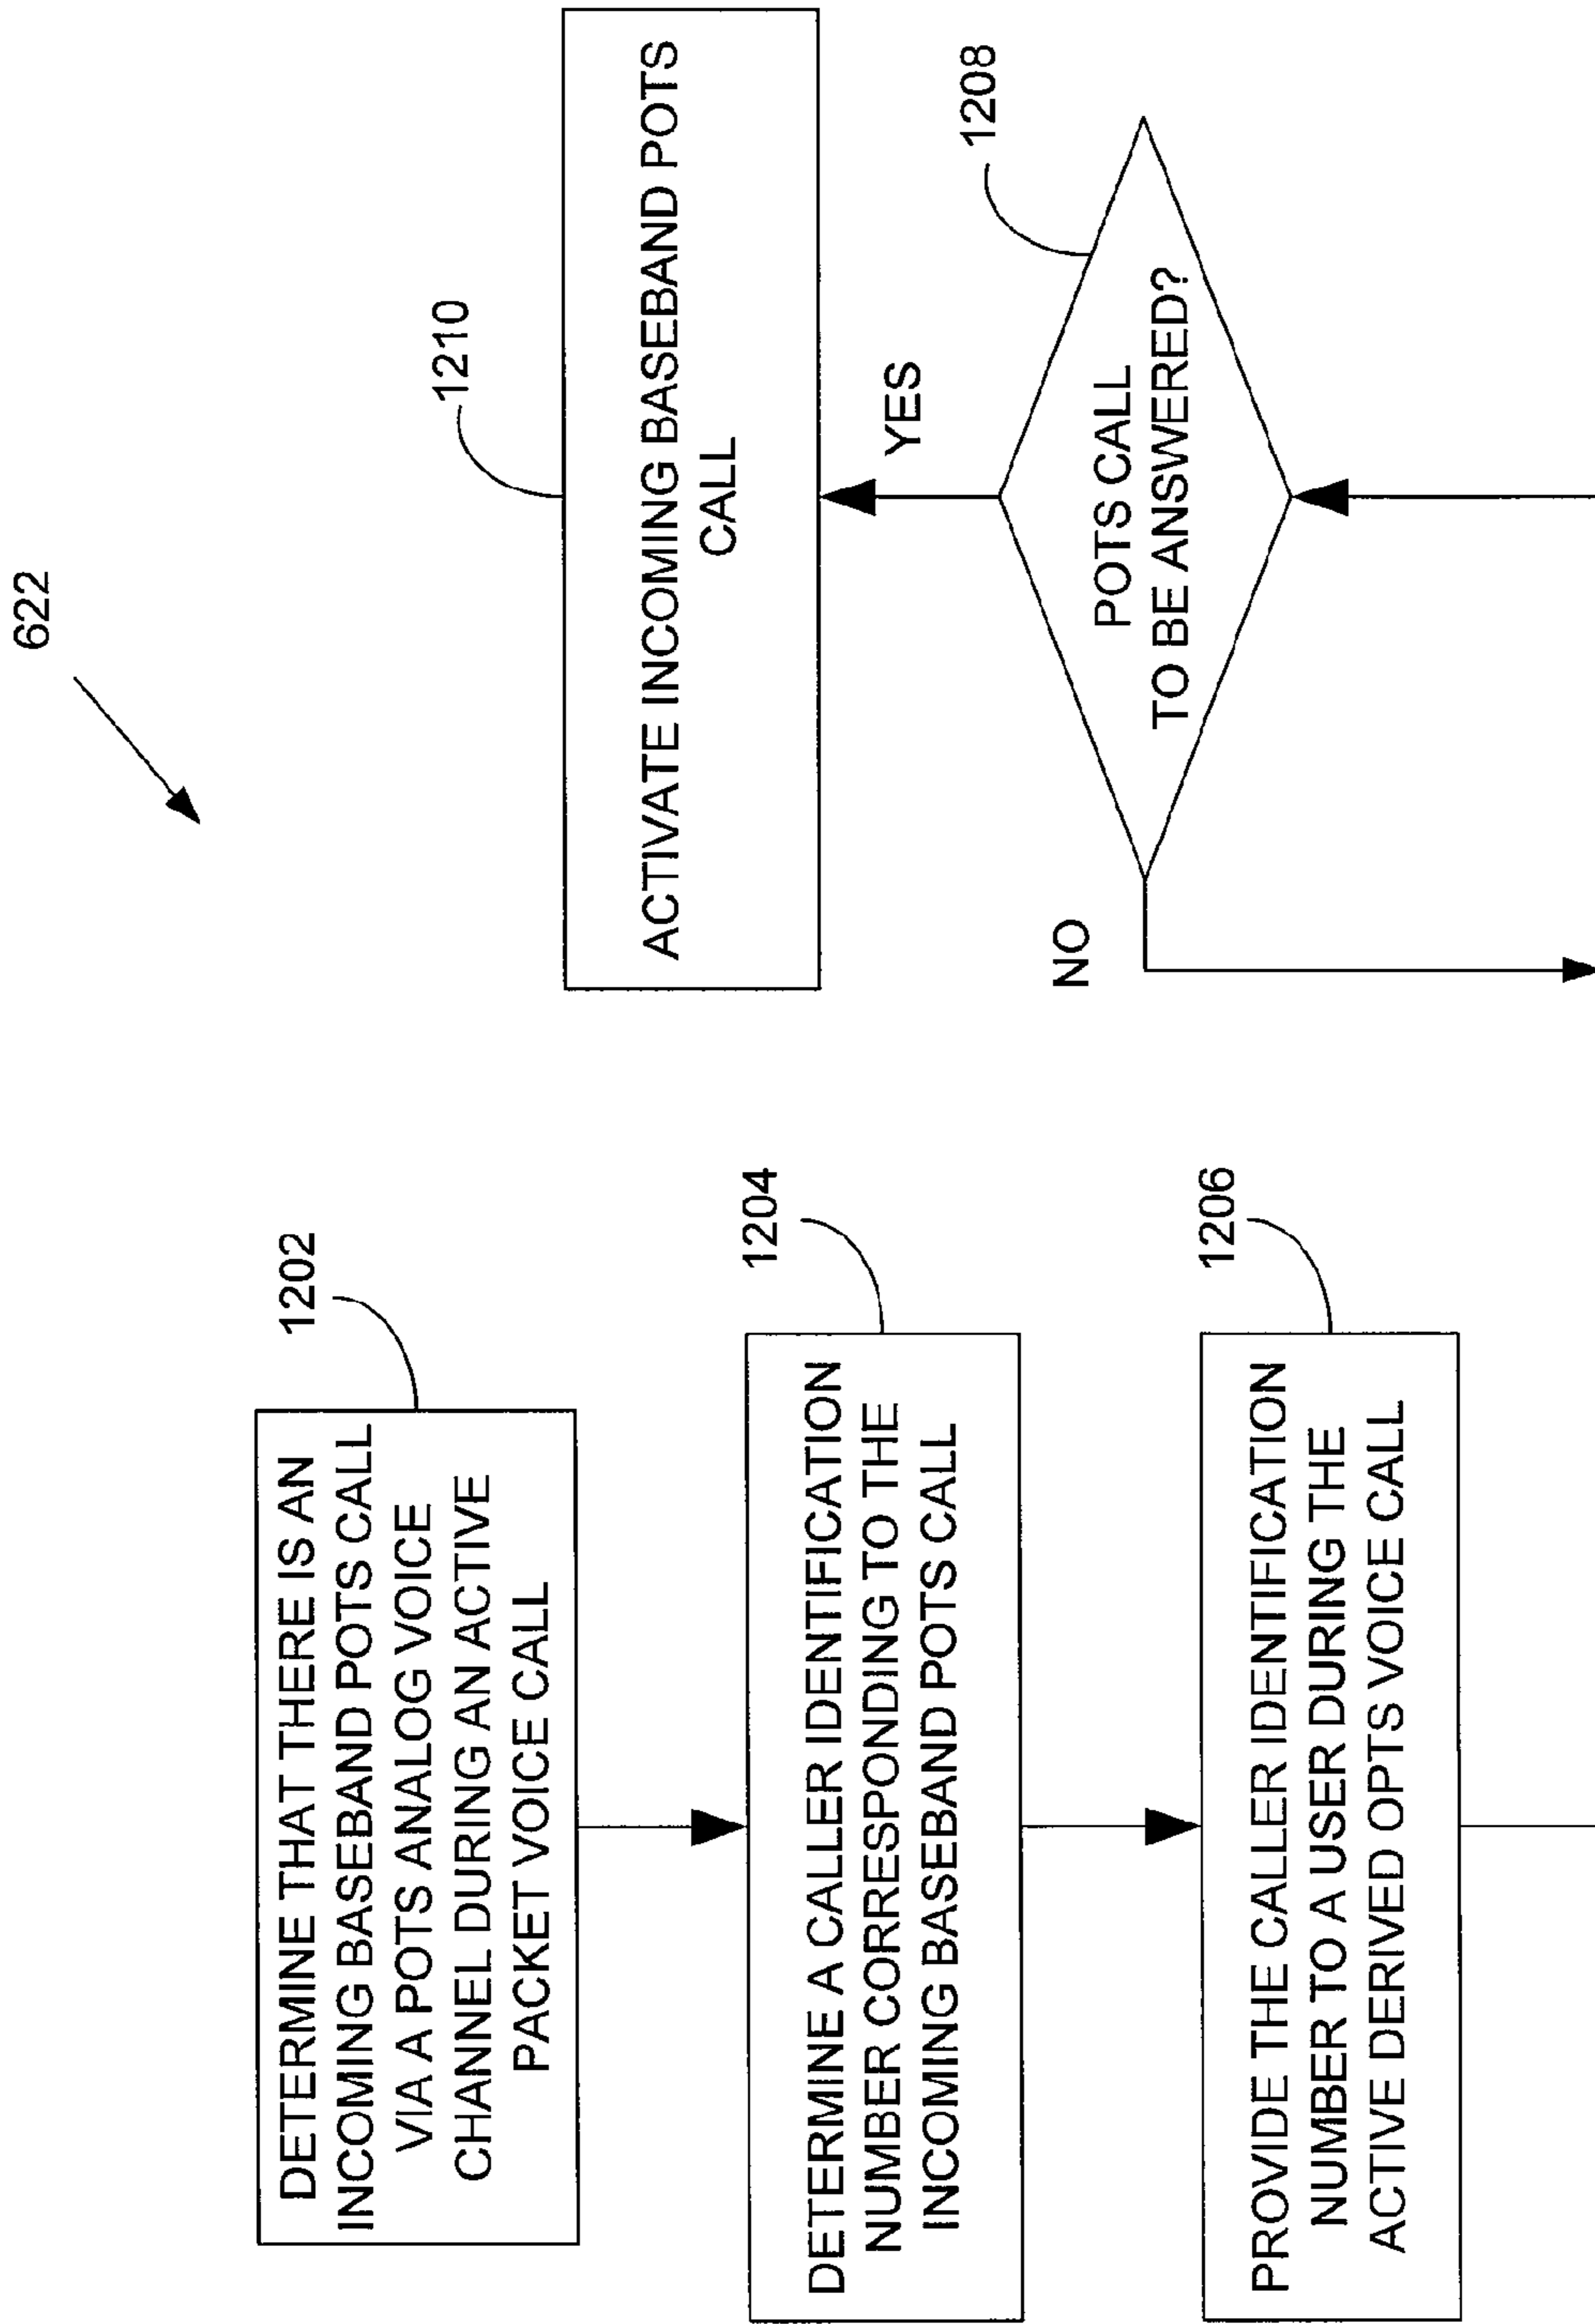 622
1202
DETERMINE THAT THERE IS AN
INCOMING BASEBAND POTS CALL
VIA A POTS ANALOG VOICE
CHANNEL DURING AN ACTIVE
PACKET VOICE CALL
1204
DETERMINE A CALLER IDENTIFICATION
NUMBER CORRESPONDING TO THE
INCOMING BASEBAND POTS CALL
1206
PROVIDE THE CALLER IDENTIFICATION
NUMBER TO A USER DURING THE
ACTIVE DERIVED OPTS VOICE CALL
1210
ACTIVATE INCOMING BASEBAND POTS
CALL
YES
1208
POTS CALL
TO BE ANSWERED?
NO